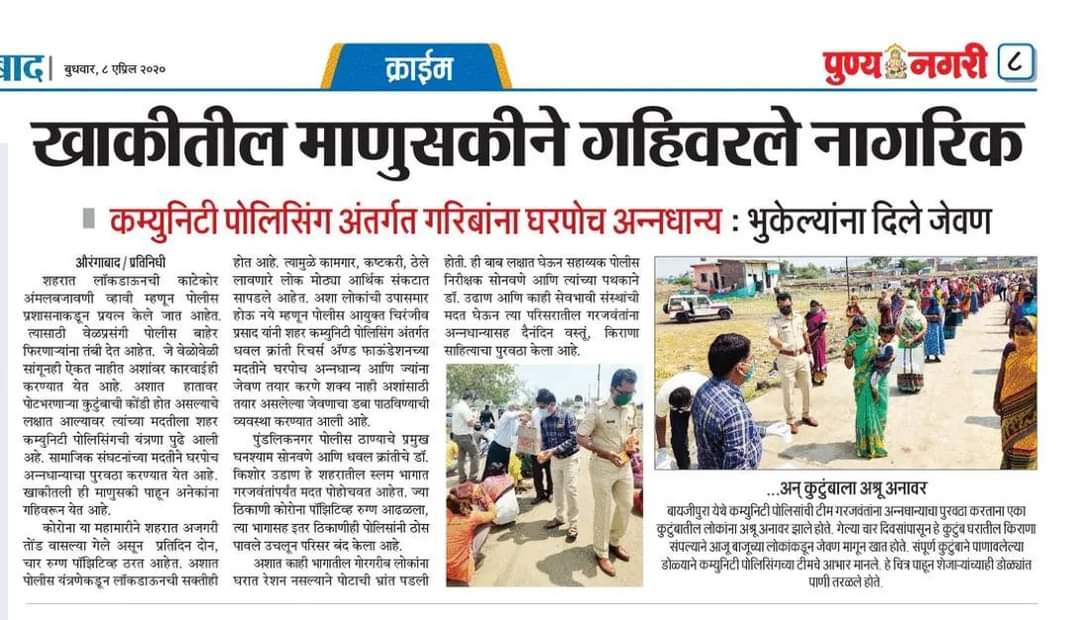 बाद | बुधवार, ८ एप्रिल २०२०
क्राईम
पुण्य नगरी
८
खाकीतील माणुसकीने गहिवरले नागरिक
कम्युनिटी पोलिसिंग अंतर्गत गरिबांना घरपोच अन्नधान्य : भुकेल्यांना दिले जेवण
औरंगाबाद / प्रतिनिधी
शहरात लॉकडाऊनची काटेकोर
अंमलबजावणी व्हावी म्हणून पोलीस
प्रशासनाकडून प्रयत्न केले जात आहेत.
त्यासाठी वेळप्रसंगी पोलीस बाहेर
फिरणाऱ्यांना तंबी देत आहेत. जे वेळोवेळी
सांगूनही ऐकत नाहीत अशांवर कारवाईही
करण्यात येत आहे. अशात हातावर
पोटभरणाऱ्या कुटुंबाची कोंडी होत असल्याचे
लक्षात आल्यावर त्यांच्या मदतीला शहर
कम्युनिटी पोलिसिंगची यंत्रणा पुढे आली
आहे. सामाजिक संघटनांच्या मदतीने घरपोच
अन्नधान्याचा पुरवठा करण्यात येत आहे.
खाकीतली ही माणुसकी पाहून अनेकांना
गहिवरून येत आहे.
कोरोना या महामारीने शहरात अजगरी
तोंड वासल्या गेले असून प्रतिदिन दोन,
चार रुग्ण पॉझिटिव्ह ठरत आहेत. अशात
पोलीस यंत्रणेकडून लॉकडाऊनची सक्तीही
होत आहे. त्यामुळे कामगार, कष्टकरी, ठेले
लावणारे लोक मोठ्या आर्थिक संकटात
सापडले आहेत. अशा लोकांची उपासमार
होऊ नये म्हणून पोलीस आयुक्त चिरंजीव
प्रसाद यांनी शहर कम्युनिटी पोलिसिंग अंतर्गत
धवल क्रांती रिचर्स ॲण्ड फाऊंडेशनच्या
मदतीने घरपोच अन्नधान्य आणि ज्यांना
जेवण तयार करणे शक्य नाही अशांसाठी
तयार असलेल्या जेवणाचा डबा पाठविण्याची
व्यवस्था करण्यात आली आहे.
पुंडलिकनगर पोलीस ठाण्याचे प्रमुख
घनश्याम सोनवणे आणि धवल क्रांतीचे डॉ.
किशोर उडाण हे शहरातील स्लम भागात
गरजवंतांपर्यंत मदत पोहोचवत आहेत. ज्या
ठिकाणी कोरोना पॉझिटिव्ह रुग्ण आढळला,
त्या भागासह इतर ठिकाणीही पोलिसांनी ठोस
पावले उचलून परिसर बंद केला आहे.
अशात काही भागातील गोरगरीब लोकांना
घरात रेशन नसल्याने पोटाची भ्रांत पडली
होती. ही बाब लक्षात घेऊन सहाय्यक पोलीस
निरीक्षक सोनवणे आणि त्यांच्या पथकाने
डॉ. उढाण आणि काही सेवभावी संस्थांची
मदत घेऊन त्या परिसरातील गरजवंतांना
अन्नधान्यासह दैनंदिन वस्तूं, किराणा
साहित्याचा पुरवठा केला आहे.
...अन् कुटुंबाला अश्रू अनावर
बायजीपुरा येथे कम्युनिटी पोलिसांची टीम गरजवंतांना अन्नधान्याचा पुरवठा करताना एका
कुटुंबातील लोकांना अश्रू अनावर झाले होते. गेल्या चार दिवसांपासून हे कुटुंब घरातील किराणा
संपल्याने आजू बाजूच्या लोकांकडून जेवण मागून खात होते. संपूर्ण कुटुंबाने पाणावलेल्या
डोळ्याने कम्युनिटी पोलिसिंगच्या टीमचे आभार मानले. हे चित्र पाहून शेजाऱ्यांच्याही डोळ्यांत
पाणी तरळले होते.